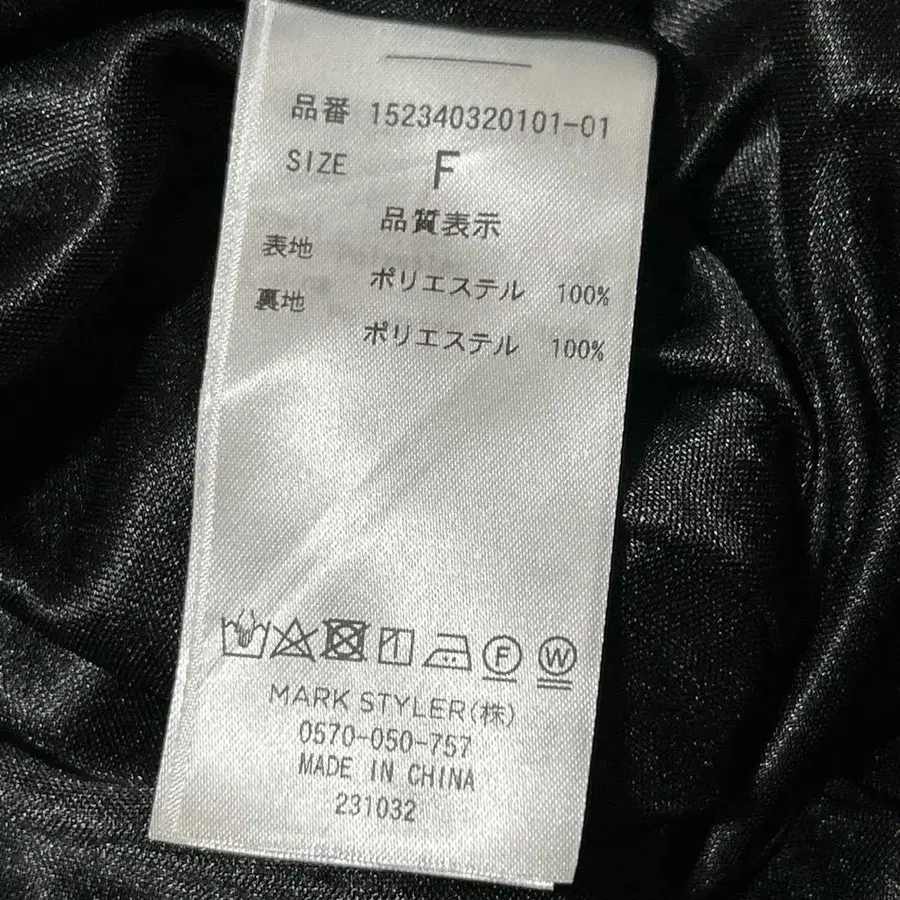 品番 152340320101-01
SIZE F
品質表示
表地
ポリエステル 100%
裏地
ポリエステル 100%
F W
MARK STYLER(株)
0570-050-757
MADE IN CHINA
231032